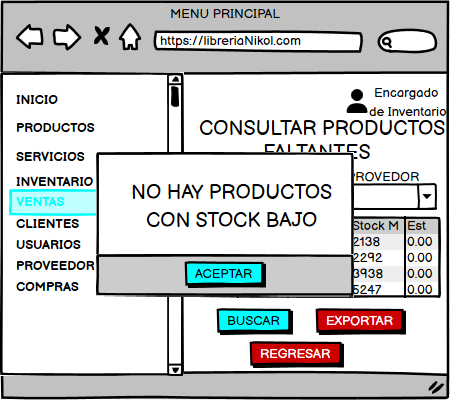 MENU PRINCIPAL
https://libreriaNikol.com
INICIO
PRODUCTOS
SERVICIOS
INVENTARIO
VENTAS
CLIENTES
USUARIOS
PROVEEDOR
COMPRAS
Encargado
de Inventario
CONSULTAR PRODUCTOS
FALTANTES
PROVEDOR
NO HAY PRODUCTOS
CON STOCK BAJO
ACEPTAR
Stock M Est
2138 0.00
2292 0.00
3938 0.00
5247 0.00
BUSCAR EXPORTAR
REGRESAR